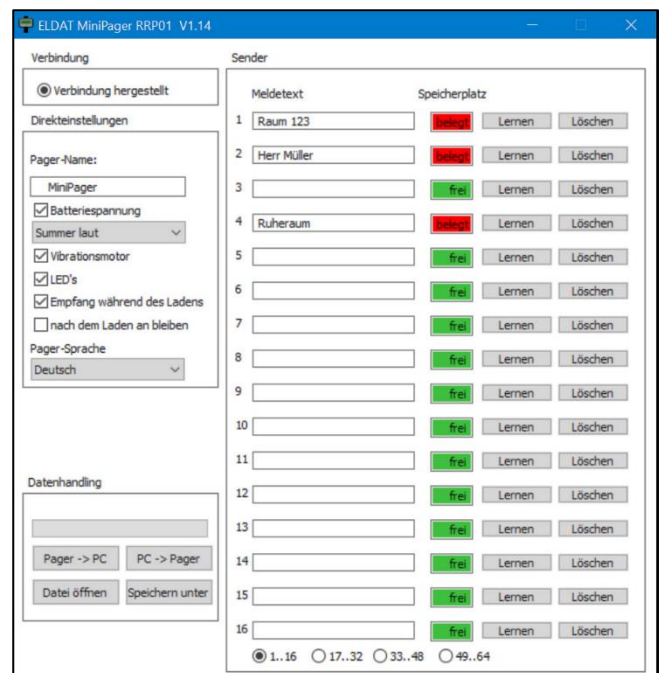 ELDAT MiniPager RRP01 V1.14
Verbindung
Verbindung hergestellt
Direkteinstellungen
Pager-Name:
MiniPager
Batteriespannung
Summer laut
Vibrationsmotor
LED's
Empfang während des Ladens
nach dem Laden an bleiben
Pager-Sprache
Deutsch
Datenhandling
Pager -> PC PC -> Pager
Datei öffnen Speichern unter
Sender
Meldetext Speicherplatz
1 Raum 123 belegt Lernen Löschen
2 Herr Müller belegt Lernen Löschen
3 frei Lernen Löschen
4 Ruheraum belegt Lernen Löschen
5 frei Lernen Löschen
6 frei Lernen Löschen
7 frei Lernen Löschen
8 frei Lernen Löschen
9 frei Lernen Löschen
10 frei Lernen Löschen
11 frei Lernen Löschen
12 frei Lernen Löschen
13 frei Lernen Löschen
14 frei Lernen Löschen
15 frei Lernen Löschen
16 frei Lernen Löschen
1..16 17..32 33..48 49..64